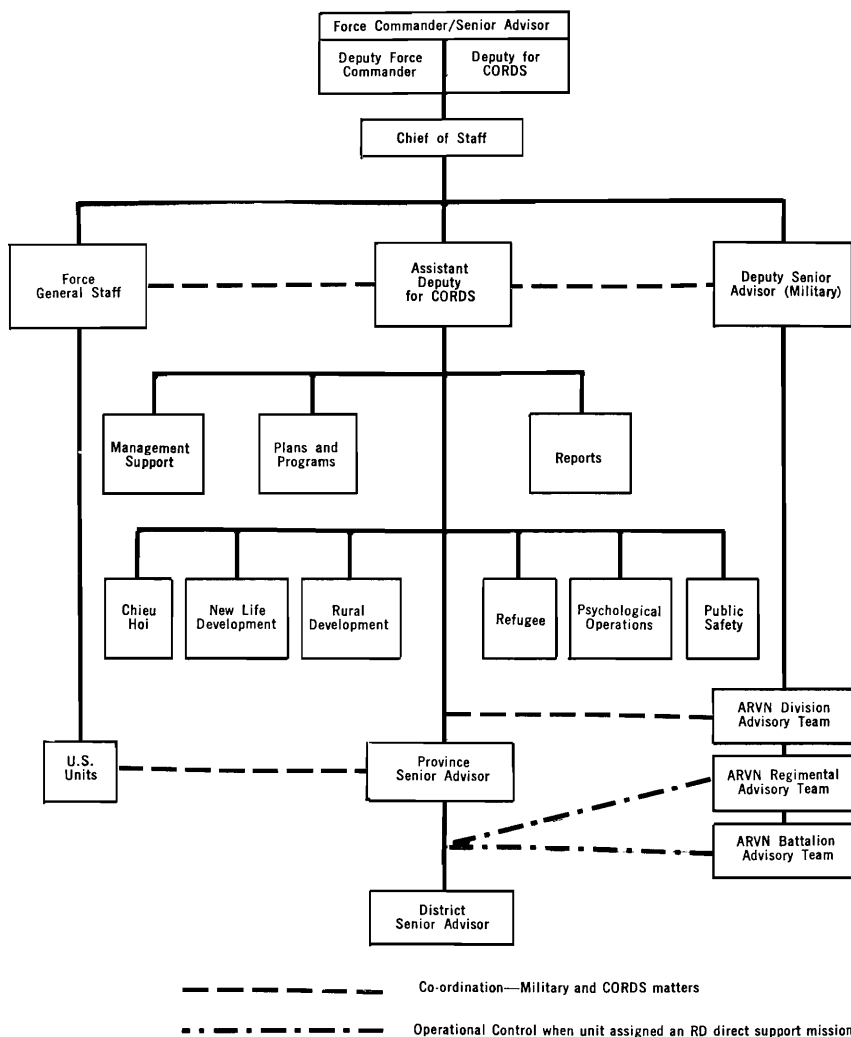 Force Commander/Senior Advisor
Deputy Force
Commander
Deputy for
CORDS
Chief of Staff
Force
General Staff
Assistant
Deputy
for CORDS
Deputy Senior
Advisor (Military)
Management
Support
Plans and
Programs
Reports
Chieu
Hoi
New Life
Development
Rural
Development
Refugee
Psychological
Operations
Public
Safety
ARVN Division
Advisory Team
U.S.
Units
Province
Senior Advisor
ARVN Regimental
Advisory Team
ARVN Battalion
Advisory Team
District
Senior Advisor
Co-ordination—Military and CORDS matters
Operational Control when unit assigned an RD direct support mission